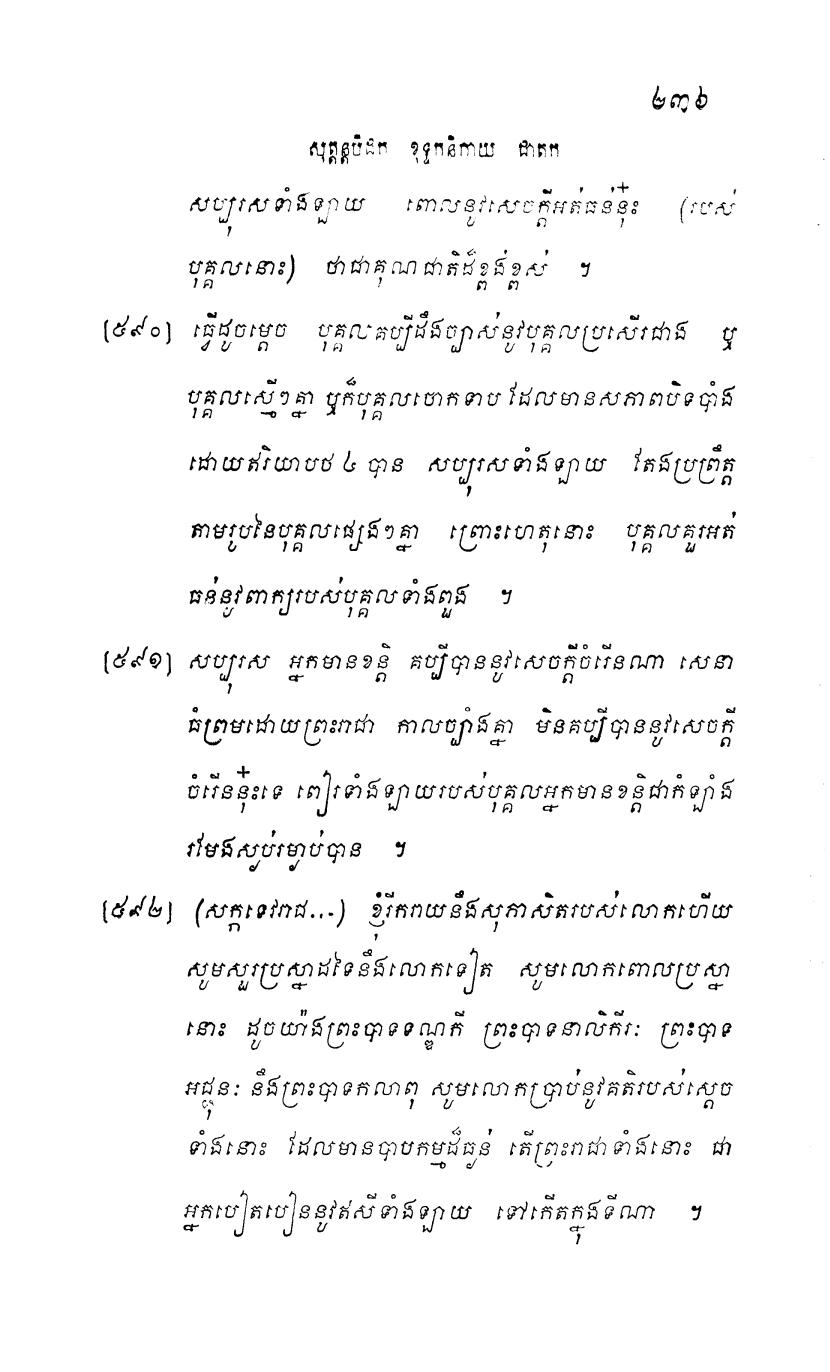 ២៣៦
សុត្តន្តបិដក ខុទ្ទកនិកាយ ជាតក
សប្បុរសទាំងឡាយ ពោលនូវសេចក្តីអត់ធន់នុ៎ះ (របស់
បុគ្គលនោះ) ថាជាគុណជាតិដ៏ខ្ពង់ខ្ពស់ ។
[៥៩០] ធ្វើដូចម្តេច បុគ្គលគប្បីដឹងច្បាស់នូវបុគ្គលប្រសើរជាង ឬ
បុគ្គលស្មើៗគ្នា ឬក៏បុគ្គលថោកទាប ដែលមានសភាពបិទបាំង
ដោយឥរិយាបថ ៤ បាន សប្បុរសទាំងឡាយ តែងប្រព្រឹត្ត
តាមរូបនៃបុគ្គលផ្សេងៗគ្នា ព្រោះហេតុនោះ បុគ្គលគួរអត់
ធន់នូវពាក្យរបស់បុគ្គលទាំងពួង ។
[៥៩១] សប្បុរស អ្នកមានខន្តិ គប្បីបាននូវសេចក្តីចំរើនណា សេនា
ធំព្រមដោយព្រះរាជា កាលច្បាំងគ្នា មិនគប្បីបាននូវសេចក្តី
ចំរើននុ៎ះទេ ពៀរទាំងឡាយរបស់បុគ្គលអ្នកមានខន្តិជាកំឡាំង
រមែងស្ងប់រម្ងាប់បាន ។
[៥៩២] (សក្កទេវរាជ...) ខ្ញុំរីករាយនឹងសុភាសិតរបស់លោកហើយ
សូមសួរប្រស្នាដទៃនឹងលោកទៀត សូមលោកពោលប្រស្នា
នោះ ដូចយ៉ាងព្រះបាទទណ្ឌកី ព្រះបាទនាលិកីរៈ ព្រះបាទ
អជ្ជុនៈ នឹងព្រះបាទកលាពុ សូមលោកប្រាប់នូវគតិរបស់ស្តេច
ទាំងនោះ ដែលមានបាបកម្មដ៏ធ្ងន់ តើព្រះរាជាទាំងនោះ ជា
អ្នកបៀតបៀននូវឥសីទាំងឡាយ ទៅកើតក្នុងទីណា ។